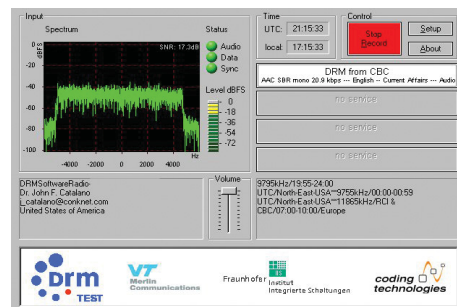 Input
Spectrum
dBFS
0
-20
-40
-60
-80
-100
SNR: 17.3dB
-4000 -2000 0 2000 4000
Hz
Status
Audio
Data
Sync
Level dBFS
0
-18
-36
-54
-72
Time
UTC: 21:15:33
local: 17:15:33
Control
Stop
Record
Setup
About
DRM from CBC
AAC SBR mono 20.9 kbps --- English -- Current Affairs --- Audio
no service
no service
no service
DRMSoftwareRadio-
Dr. John F. Catalano
j_catalano@conknet.com
United States of America
Volume
9795kHz/19:55-24:00
UTC/North-East-USA~~9755kHz/00:00-00:59
UTC/North-East-USA~~11865kHz/RCI &
CBC/07:00-10:00/Europe
Drm
TEST
VT
Merlin
Communications
Fraunhofer
Institut
Integrierte Schaltungen
coding
technologies